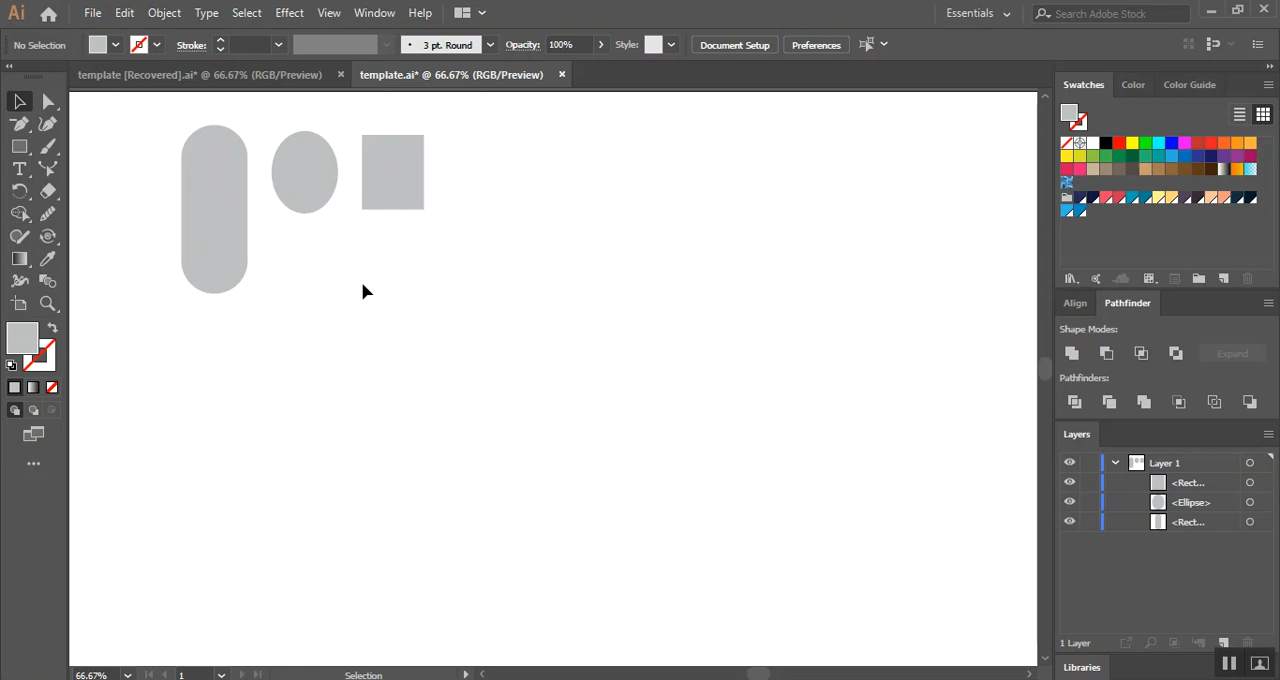 Ai File Edit Object Type Select Effect View Window Help Essentials Search Adobe Stock
No Selection Stroke: 3 pt. Round Opacity: 100% Style: Document Setup Preferences
template [Recovered].ai* @ 66.67% (RGB/Preview) template.ai* @ 66.67% (RGB/Preview)
Swatches Color Color Guide
Align Pathfinder
Shape Modes:
Expand
Pathfinders:
Layers
Layer 1
<Rect...
<Ellipse>
<Rect...
1 Layer
Libraries
66.67% 1 Selection